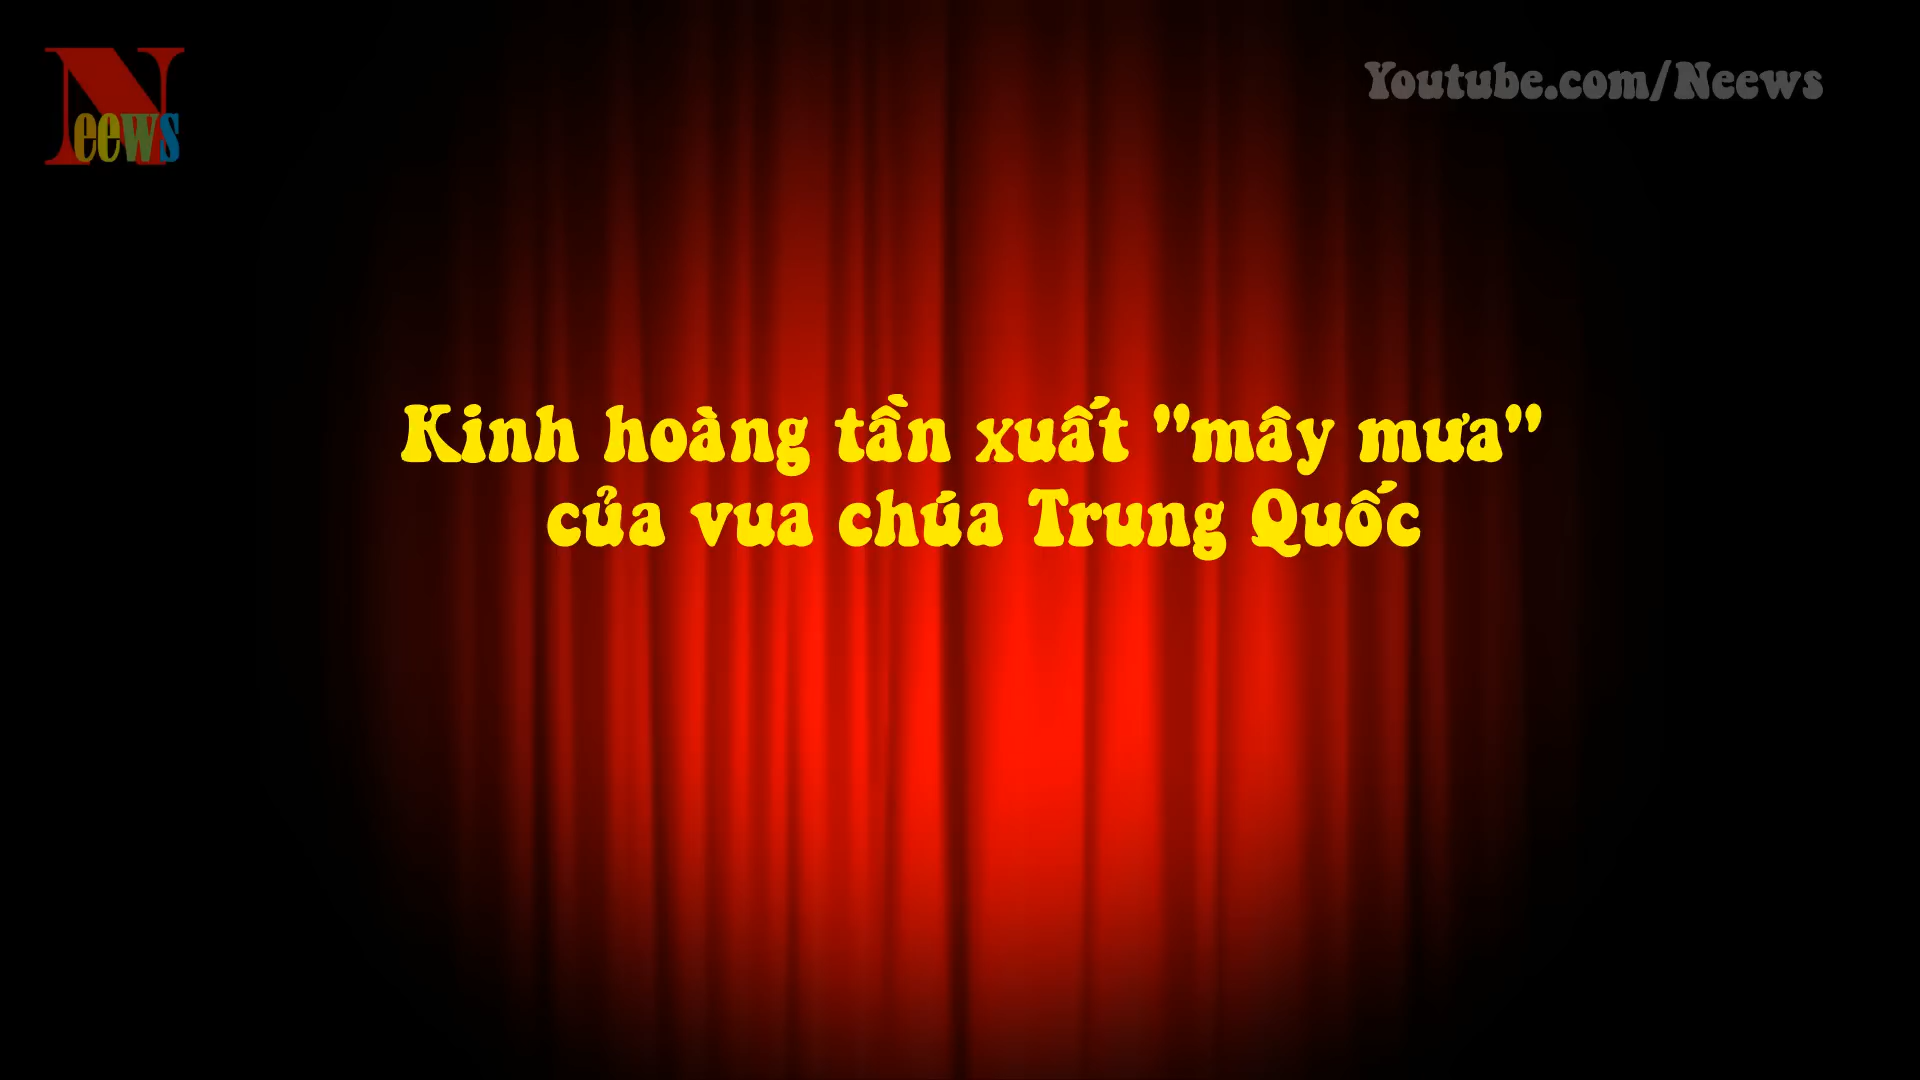 Neews
Youtube.com/Neews
Kinh hoàng tần xuất "mây mưa"
của vua chúa Trung Quốc